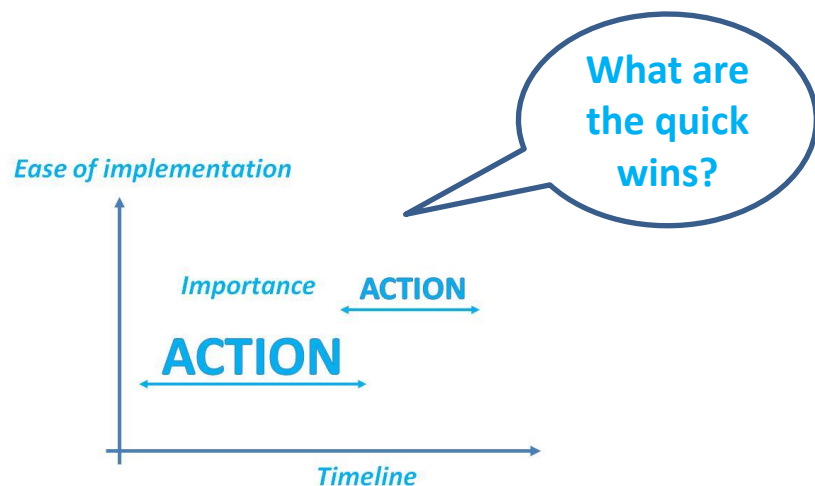 What are
the quick
wins?
Ease of implementation
Importance
ACTION
ACTION
Timeline